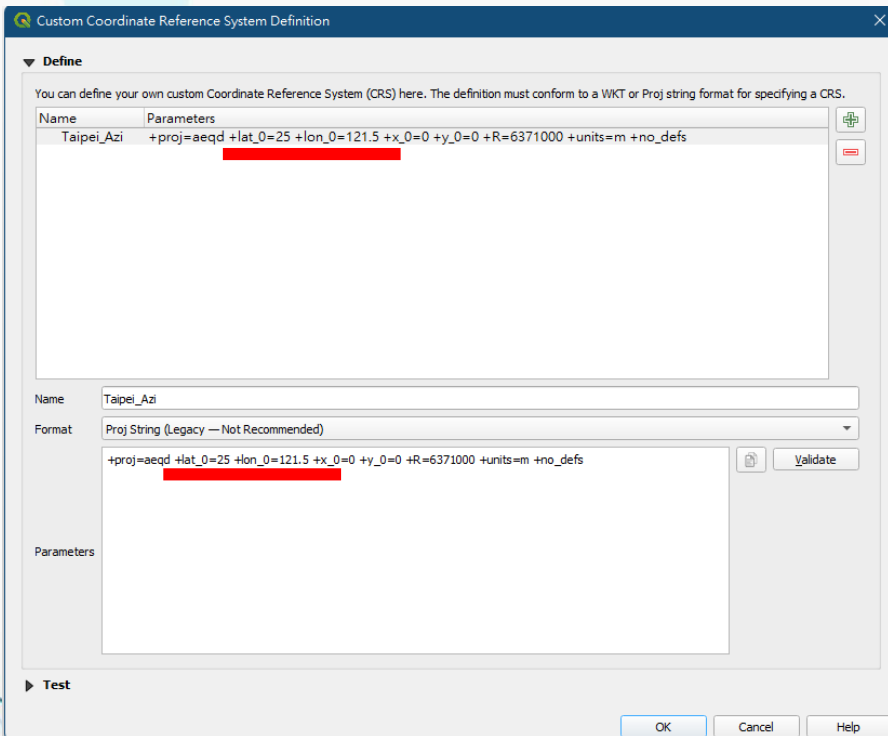 Custom Coordinate Reference System Definition
Define
You can define your own custom Coordinate Reference System (CRS) here. The definition must conform to a WKT or Proj string format for specifying a CRS.
Name Parameters
Taipei_Azi +proj=aeqd +lat_0=25 +lon_0=121.5 +x_0=0 +y_0=0 +R=6371000 +units=m +no_defs
Name Taipei_Azi
Format Proj String (Legacy — Not Recommended)
+proj=aeqd +lat_0=25 +lon_0=121.5 +x_0=0 +y_0=0 +R=6371000 +units=m +no_defs
Validate
Parameters
Test
OK Cancel Help